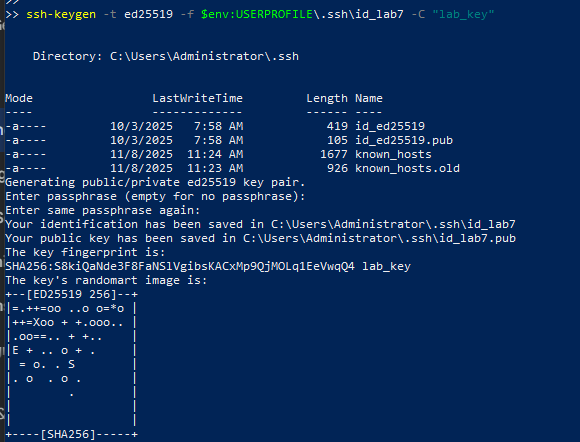 >>
>> ssh-keygen -t ed25519 -f $env:USERPROFILE\.ssh\id_lab7 -C "lab_key"
    Directory: C:\Users\Administrator\.ssh
Mode                 LastWriteTime         Length Name
----                 -------------         ------ ----
-a----         10/3/2025   7:58 AM            419 id_ed25519
-a----         10/3/2025   7:58 AM            105 id_ed25519.pub
-a----         11/8/2025  11:24 AM           1677 known_hosts
-a----         11/8/2025  11:23 AM            926 known_hosts.old
Generating public/private ed25519 key pair.
Enter passphrase (empty for no passphrase):
Enter same passphrase again:
Your identification has been saved in C:\Users\Administrator\.ssh\id_lab7
Your public key has been saved in C:\Users\Administrator\.ssh\id_lab7.pub
The key fingerprint is:
SHA256:S8kiQaNde3F8FaNSlVgibsKACxMp9QjMOLq1EeVwqQ4 lab_key
The key's randomart image is:
+--[ED25519 256]--+
|=.++=oo ..o o=*o |
|++=Xoo + +.ooo.. |
|.oo==.. + +..    |
|E + .. o + .     |
| = o. . S        |
|. o  . o .       |
|        .        |
|                 |
|                 |
+----[SHA256]-----+